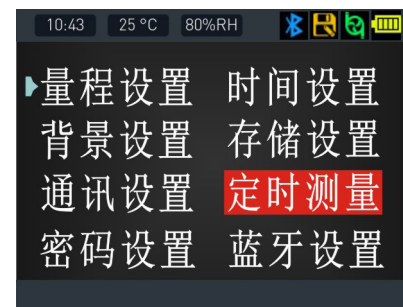 10:43 25 °C 80%RH
量程设置 时间设置
背景设置 存储设置
通讯设置 定时测量
密码设置 蓝牙设置